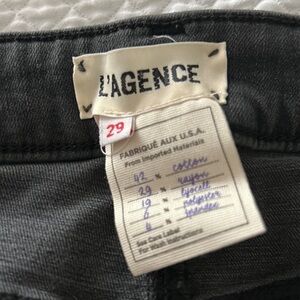 L'AGENCE
29
FABRIQUE AUX U.S.A.
From Imported Materials
42 % cotton
29 % rayon
19 % lyocell
6 % polyester
4 % spandex
See Care Label
For Wash Instructions